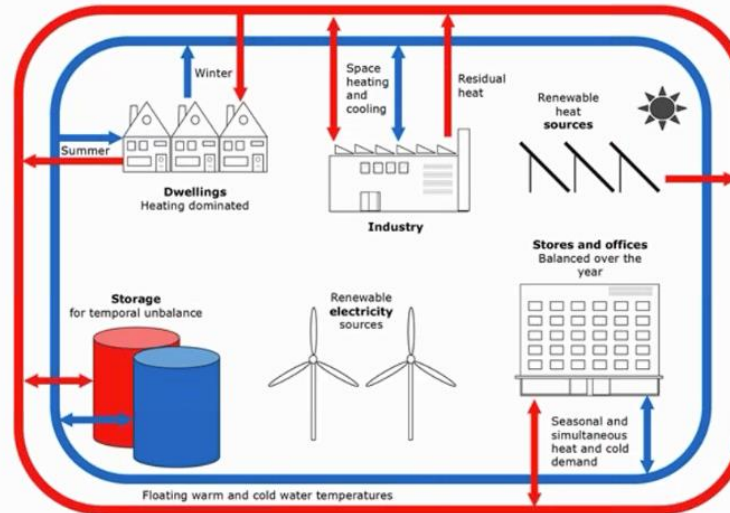 Winter
Summer
Dwellings
Heating dominated
Space
heating
and
cooling
Residual
heat
Industry
Renewable
heat
sources
Stores and offices
Balanced over the
year
Storage
for temporal unbalance
Renewable
electricity
sources
Seasonal and
simultaneous
heat and cold
demand
Floating warm and cold water temperatures